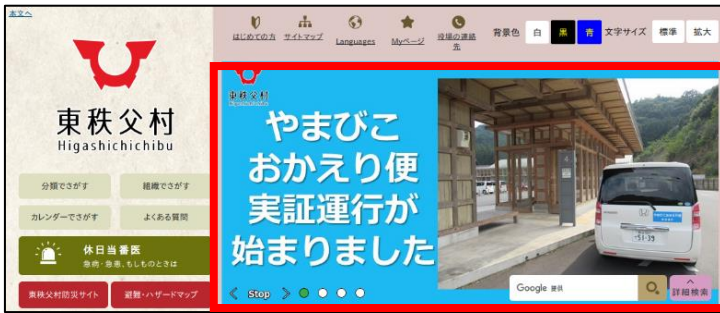 本文へ
東秩父村
Higashichichibu
分類でさがす
組織でさがす
カレンダーでさがす
よくある質問
休日当番医
急病・急患、もしものときは
東秩父村防災サイト
避難・ハザードマップ
はじめての方
サイトマップ
Languages
Myページ
役場の連絡
先
背景色
白
黒
青
文字サイズ
標準
拡大
東秩父村
Higashichichibu
やまびこ
おかえり便
実証運行が
始まりました
4
51-39
Stop
Google 提供
詳細検索